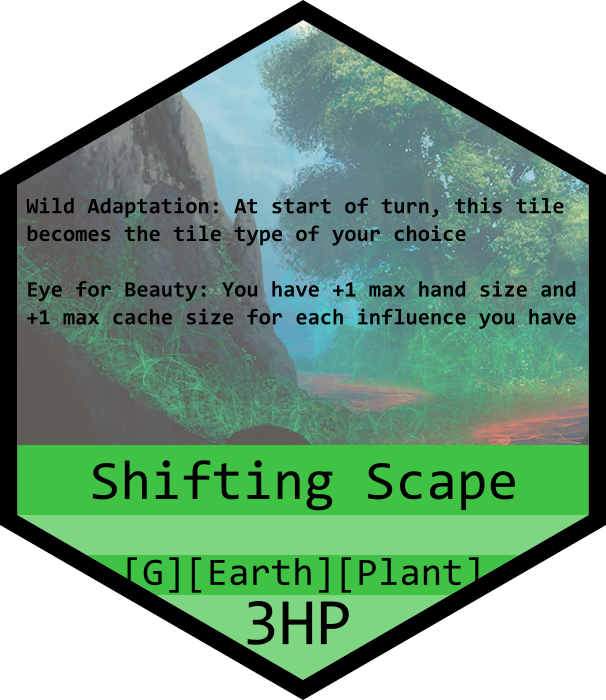 Wild Adaptation: At start of turn, this tile
becomes the tile type of your choice
Eye for Beauty: You have +1 max hand size and
+1 max cache size for each influence you have
Shifting Scape
[G][Earth][Plant]
3HP